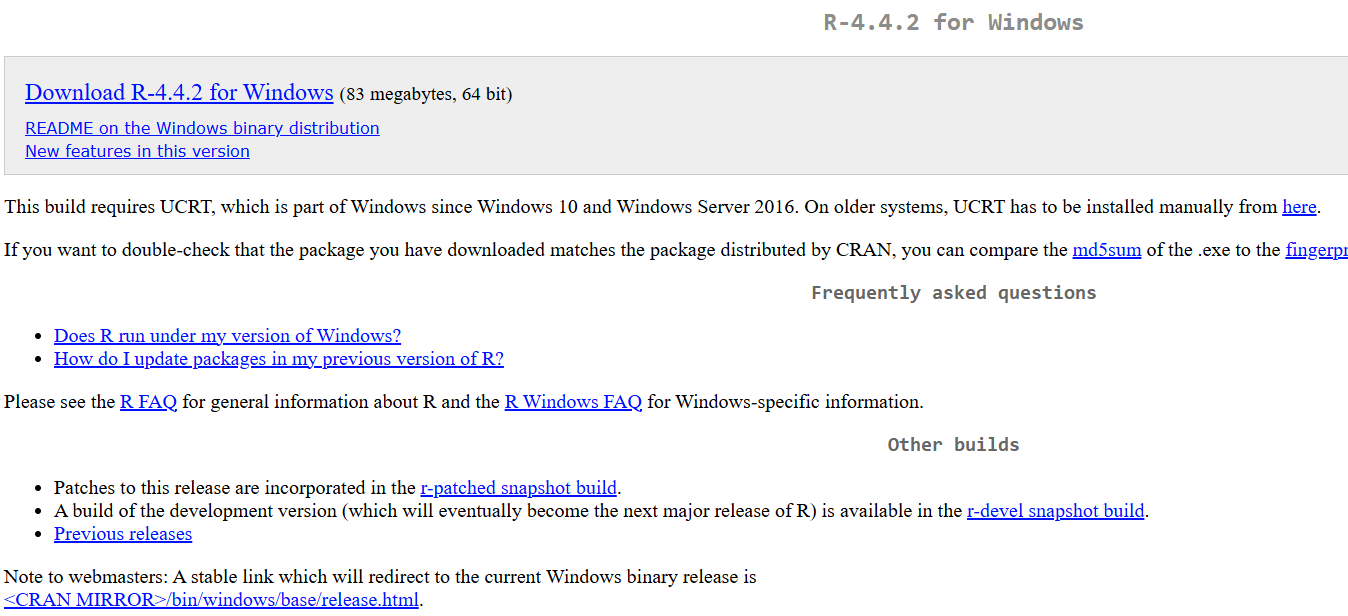 R-4.4.2 for Windows
Download R-4.4.2 for Windows (83 megabytes, 64 bit)
README on the Windows binary distribution
New features in this version
This build requires UCRT, which is part of Windows since Windows 10 and Windows Server 2016. On older systems, UCRT has to be installed manually from here.
If you want to double-check that the package you have downloaded matches the package distributed by CRAN, you can compare the md5sum of the .exe to the fingerpr
Frequently asked questions
• Does R run under my version of Windows?
• How do I update packages in my previous version of R?
Please see the R FAQ for general information about R and the R Windows FAQ for Windows-specific information.
Other builds
• Patches to this release are incorporated in the r-patched snapshot build.
• A build of the development version (which will eventually become the next major release of R) is available in the r-devel snapshot build.
• Previous releases
Note to webmasters: A stable link which will redirect to the current Windows binary release is
<CRAN MIRROR>/bin/windows/base/release.html.